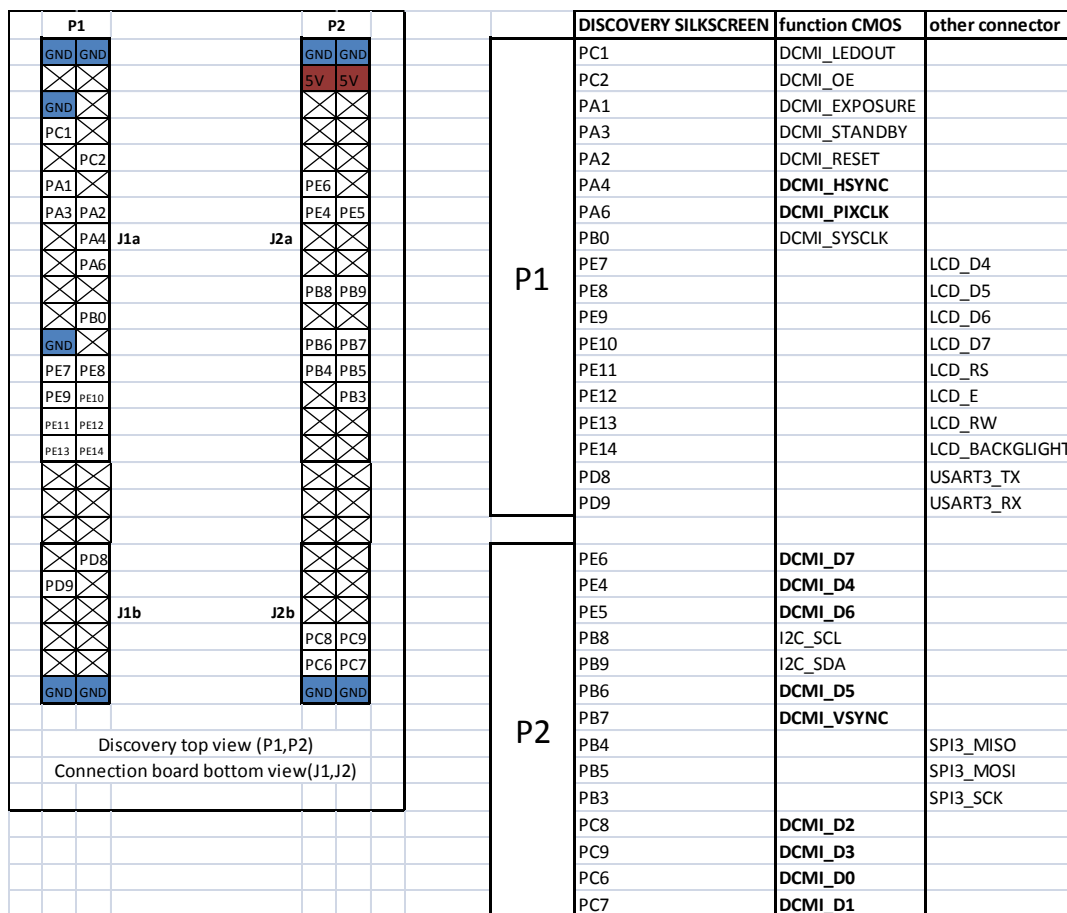 P1 P2
GND GND GND GND
5V 5V
GND
PC1
PC2
PA1 PE6
PA3 PA2 PE4 PE5
PA4 J1a J2a
PA6
PB8 PB9
PB0
GND PB6 PB7
PE7 PE8 PB4 PB5
PE9 PE10 PB3
PE11 PE12
PE13 PE14
PD8
PD9
J1b J2b
PC8 PC9
PC6 PC7
GND GND GND GND
Discovery top view (P1,P2)
Connection board bottom view(J1,J2)
DISCOVERY SILKSCREEN function CMOS other connector
P1
PC1 DCMI_LEDOUT
PC2 DCMI_OE
PA1 DCMI_EXPOSURE
PA3 DCMI_STANDBY
PA2 DCMI_RESET
PA4 DCMI_HSYNC
PA6 DCMI_PIXCLK
PB0 DCMI_SYSCLK
PE7 LCD_D4
PE8 LCD_D5
PE9 LCD_D6
PE10 LCD_D7
PE11 LCD_RS
PE12 LCD_E
PE13 LCD_RW
PE14 LCD_BACKGLIGHT
PD8 USART3_TX
PD9 USART3_RX
P2
PE6 DCMI_D7
PE4 DCMI_D4
PE5 DCMI_D6
PB8 I2C_SCL
PB9 I2C_SDA
PB6 DCMI_D5
PB7 DCMI_VSYNC
PB4 SPI3_MISO
PB5 SPI3_MOSI
PB3 SPI3_SCK
PC8 DCMI_D2
PC9 DCMI_D3
PC6 DCMI_D0
PC7 DCMI_D1